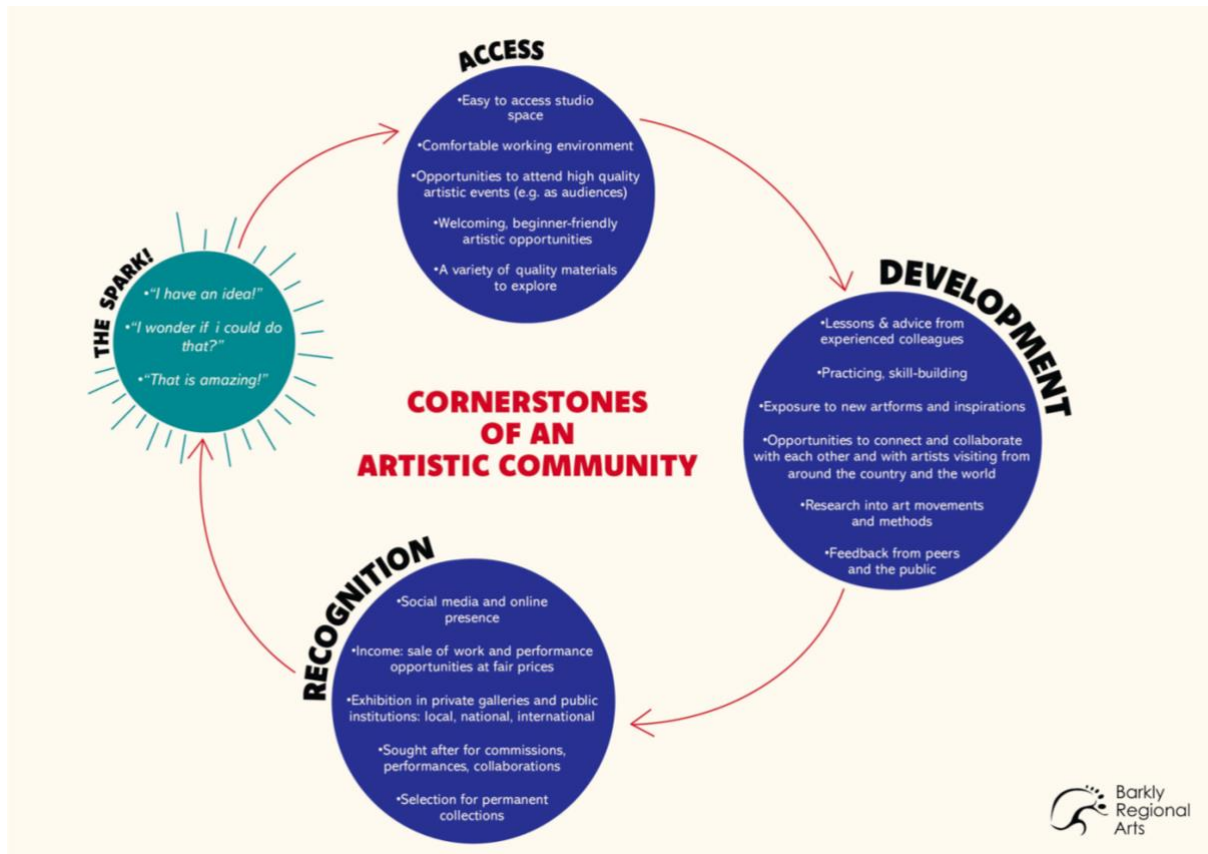 ACCESS
•Easy to access studio
space
•Comfortable working environment
•Opportunities to attend high quality
artistic events (e.g. as audiences)
•Welcoming, beginner-friendly
artistic opportunities
•A variety of quality materials
to explore
THE SPARK!
•"I have an idea!"
•"I wonder if i could do
that?"
•"That is amazing!"
DEVELOPMENT
•Lessons & advice from
experienced colleagues
•Practicing, skill-building
•Exposure to new artforms and inspirations
•Opportunities to connect and collaborate
with each other and with artists visiting from
around the country and the world
•Research into art movements
and methods
•Feedback from peers
and the public
CORNERSTONES
OF AN
ARTISTIC COMMUNITY
RECOGNITION
•Social media and online
presence
•Income: sale of work and performance
opportunities at fair prices
•Exhibition in private galleries and public
institutions: local, national, international
•Sought after for commissions,
performances, collaborations
•Selection for permanent
collections
Barkly
Regional
Arts